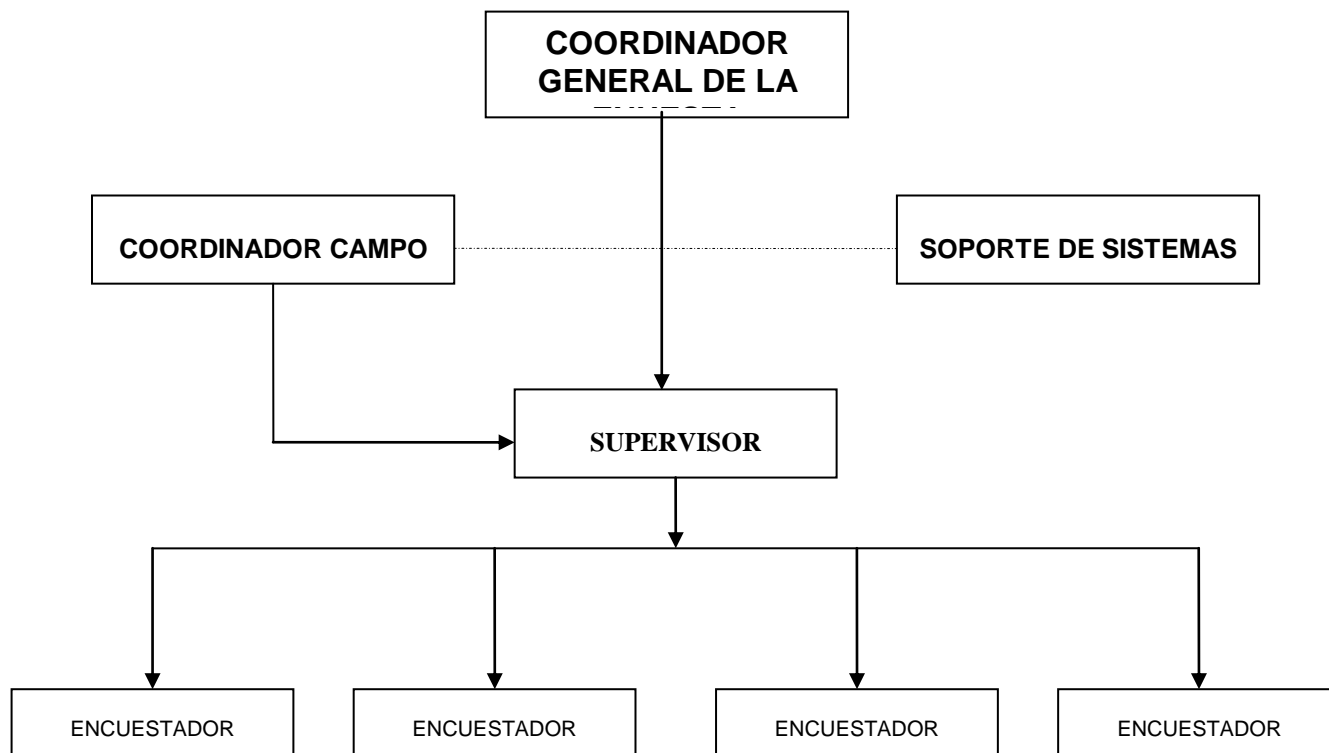 COORDINADOR
GENERAL DE LA
COORDINADOR CAMPO
SOPORTE DE SISTEMAS
SUPERVISOR
ENCUESTADOR
ENCUESTADOR
ENCUESTADOR
ENCUESTADOR